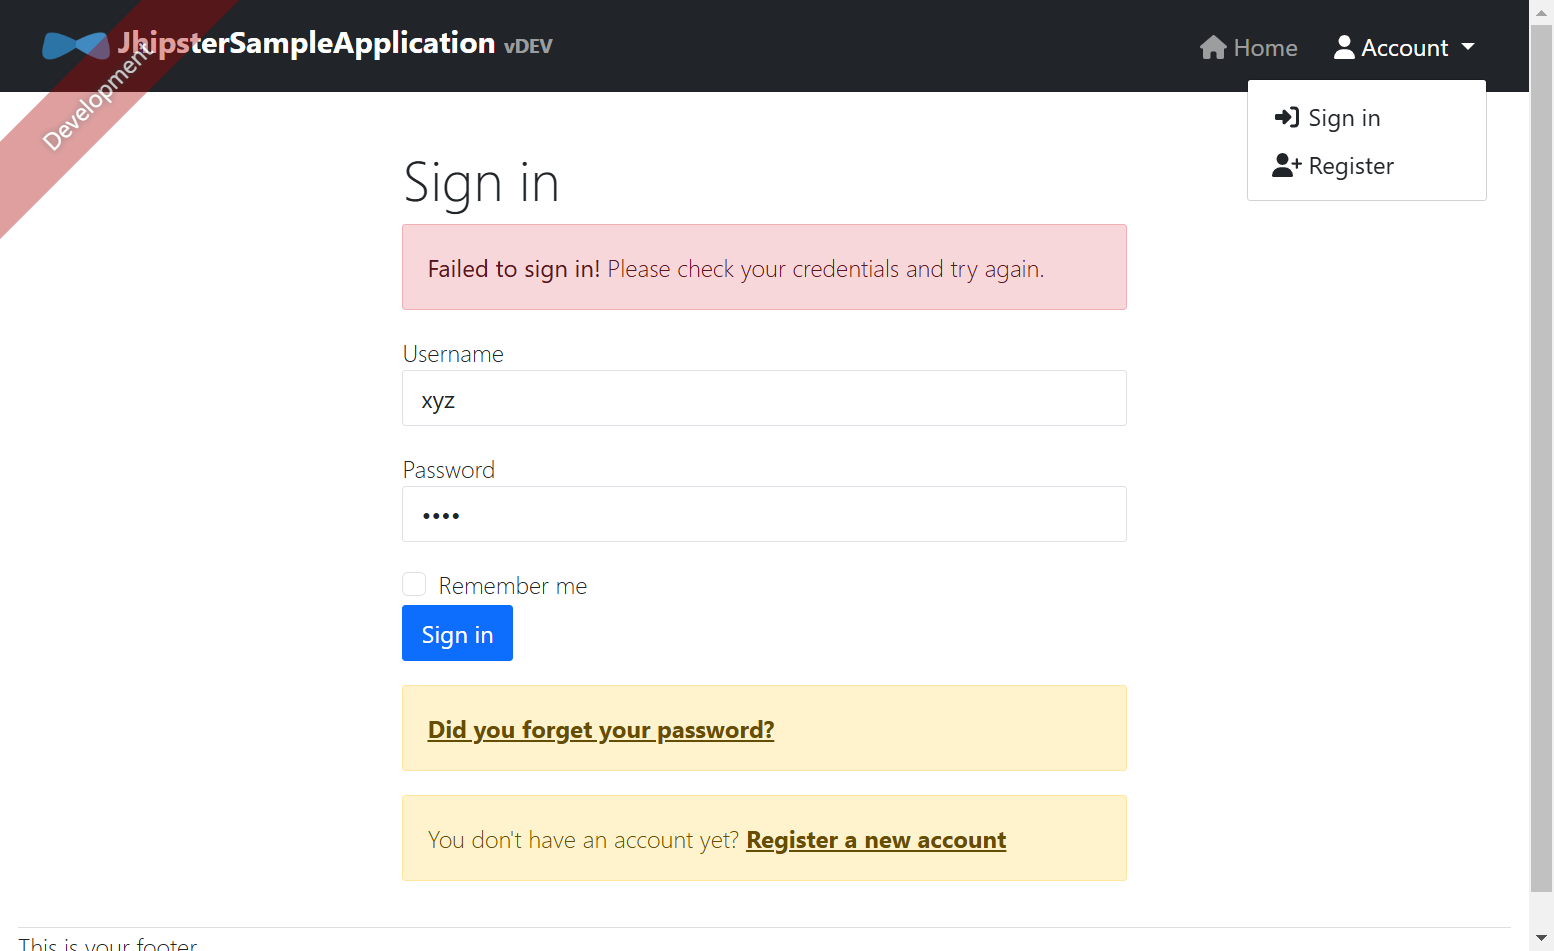 JhipsterSampleApplication vDEV
Home
Account
Development
Sign in
Register
Sign in
Failed to sign in! Please check your credentials and try again.
Username
xyz
Password
••••
Remember me
Sign in
Did you forget your password?
You don't have an account yet? Register a new account
This is your footer